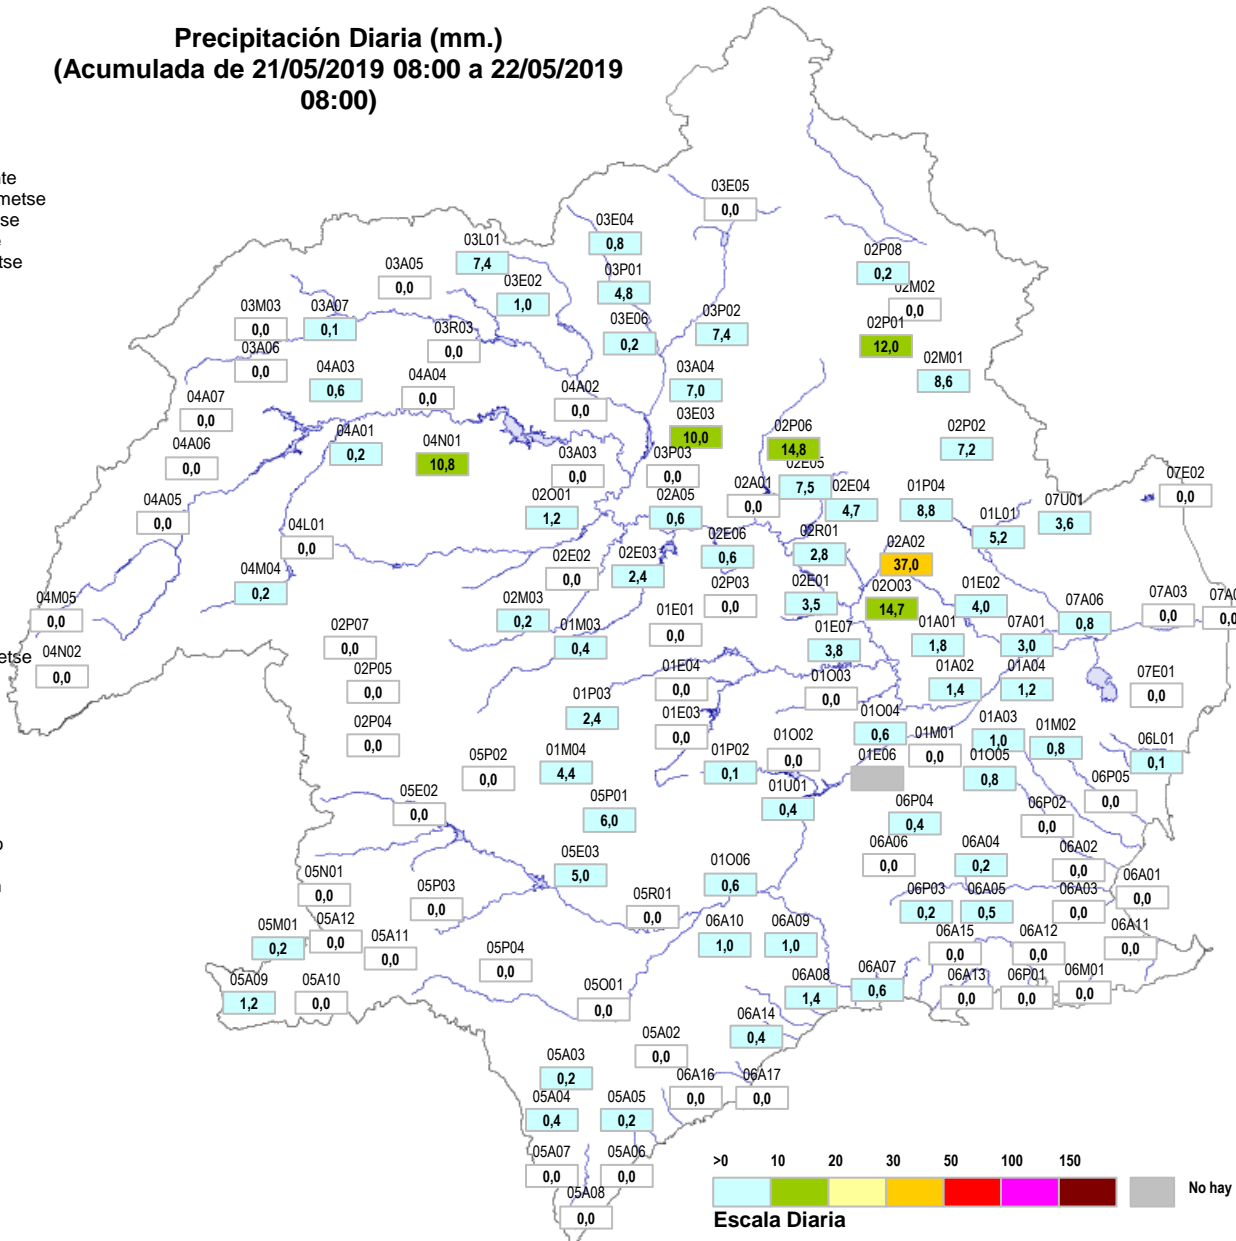 Precipitación Diaria (mm.)
(Acumulada de 21/05/2019 08:00 a 22/05/2019
08:00)
nte
metse
se
e
tse
etse
o
n
03E05
0,0
03E04
0,8
03L01
7,4
02P08
0,2
03A05
0,0
03P01
4,8
03E02
1,0
02M02
0,0
03M03
0,0
03A07
0,1
03P02
7,4
03E06
0,2
03R03
0,0
02P01
12,0
03A06
0,0
04A03
0,6
03A04
7,0
02M01
8,6
04A04
0,0
04A02
0,0
04A07
0,0
03E03
10,0
02P06
14,8
02P02
7,2
04A01
0,2
04N01
10,8
04A06
0,0
03A03
0,0
03P03
0,0
02E05
7,5
07E02
0,0
02A01
0,0
02E04
4,7
01P04
8,8
04A05
0,0
02O01
1,2
02A05
0,6
07U01
3,6
01L01
5,2
04L01
0,0
02E06
0,6
02R01
2,8
02A02
37,0
02E02
0,0
02E03
2,4
04M04
0,2
02P03
0,0
02E01
3,5
02O03
14,7
01E02
4,0
04M05
0,0
02M03
0,2
07A06
0,8
07A03
0,0
07A0
0,0
01E01
0,0
02P07
0,0
01M03
0,4
01E07
3,8
01A01
1,8
07A01
3,0
04N02
0,0
02P05
0,0
01E04
0,0
01O03
0,0
01A02
1,4
01A04
1,2
07E01
0,0
01P03
2,4
02P04
0,0
01E03
0,0
01O04
0,6
01A03
1,0
01M02
0,8
01M01
0,0
05P02
0,0
01M04
4,4
01P02
0,1
01O02
0,0
01E06
01O05
0,8
06L01
0,1
05E02
0,0
05P01
6,0
01U01
0,4
06P05
0,0
06P04
0,4
06P02
0,0
05E03
5,0
06A06
0,0
06A04
0,2
06A02
0,0
05N01
0,0
05P03
0,0
01O06
0,6
06A01
0,0
05R01
0,0
06P03
0,2
06A05
0,5
06A03
0,0
05M01
0,2
05A12
0,0
05A11
0,0
06A10
1,0
06A09
1,0
06A15
0,0
06A12
0,0
06A11
0,0
05P04
0,0
05A09
1,2
05A10
0,0
05O01
0,0
06A08
1,4
06A07
0,6
06A13
0,0
06P01
0,0
06M01
0,0
06A14
0,4
05A02
0,0
05A03
0,2
06A16
0,0
06A17
0,0
05A04
0,4
05A05
0,2
05A07
0,0
05A06
0,0
05A08
0,0
>0 10 20 30 50 100 150
No hay
Escala Diaria